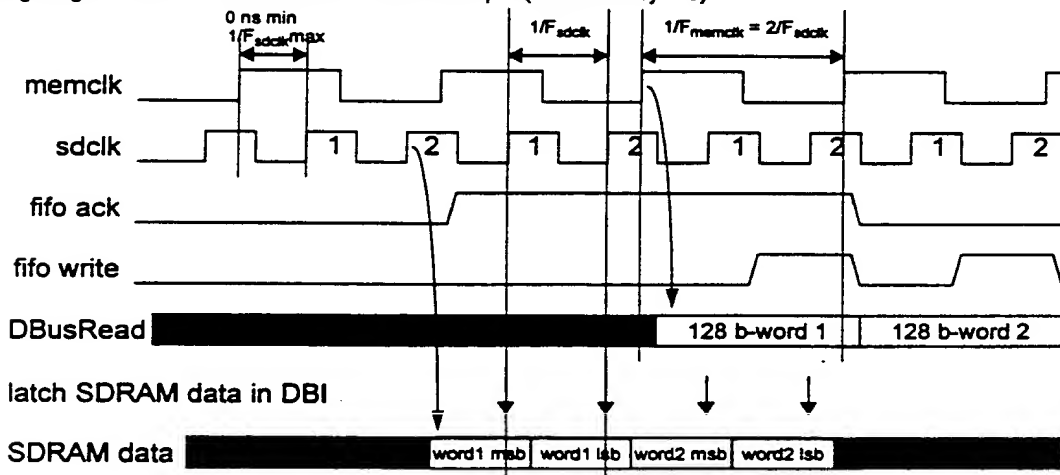 0 ns min
1/Fsdclk max
1/Fsdclk
1/Fmemclk = 2/Fsdclk
memclk
sdclk
1 2 1 2 1 2 1 2
fifo ack
fifo write
DBusRead
128 b-word 1
128 b-word 2
latch SDRAM data in DBI
SDRAM data
word1 msb
word1 lsb
word2 msb
word2 lsb